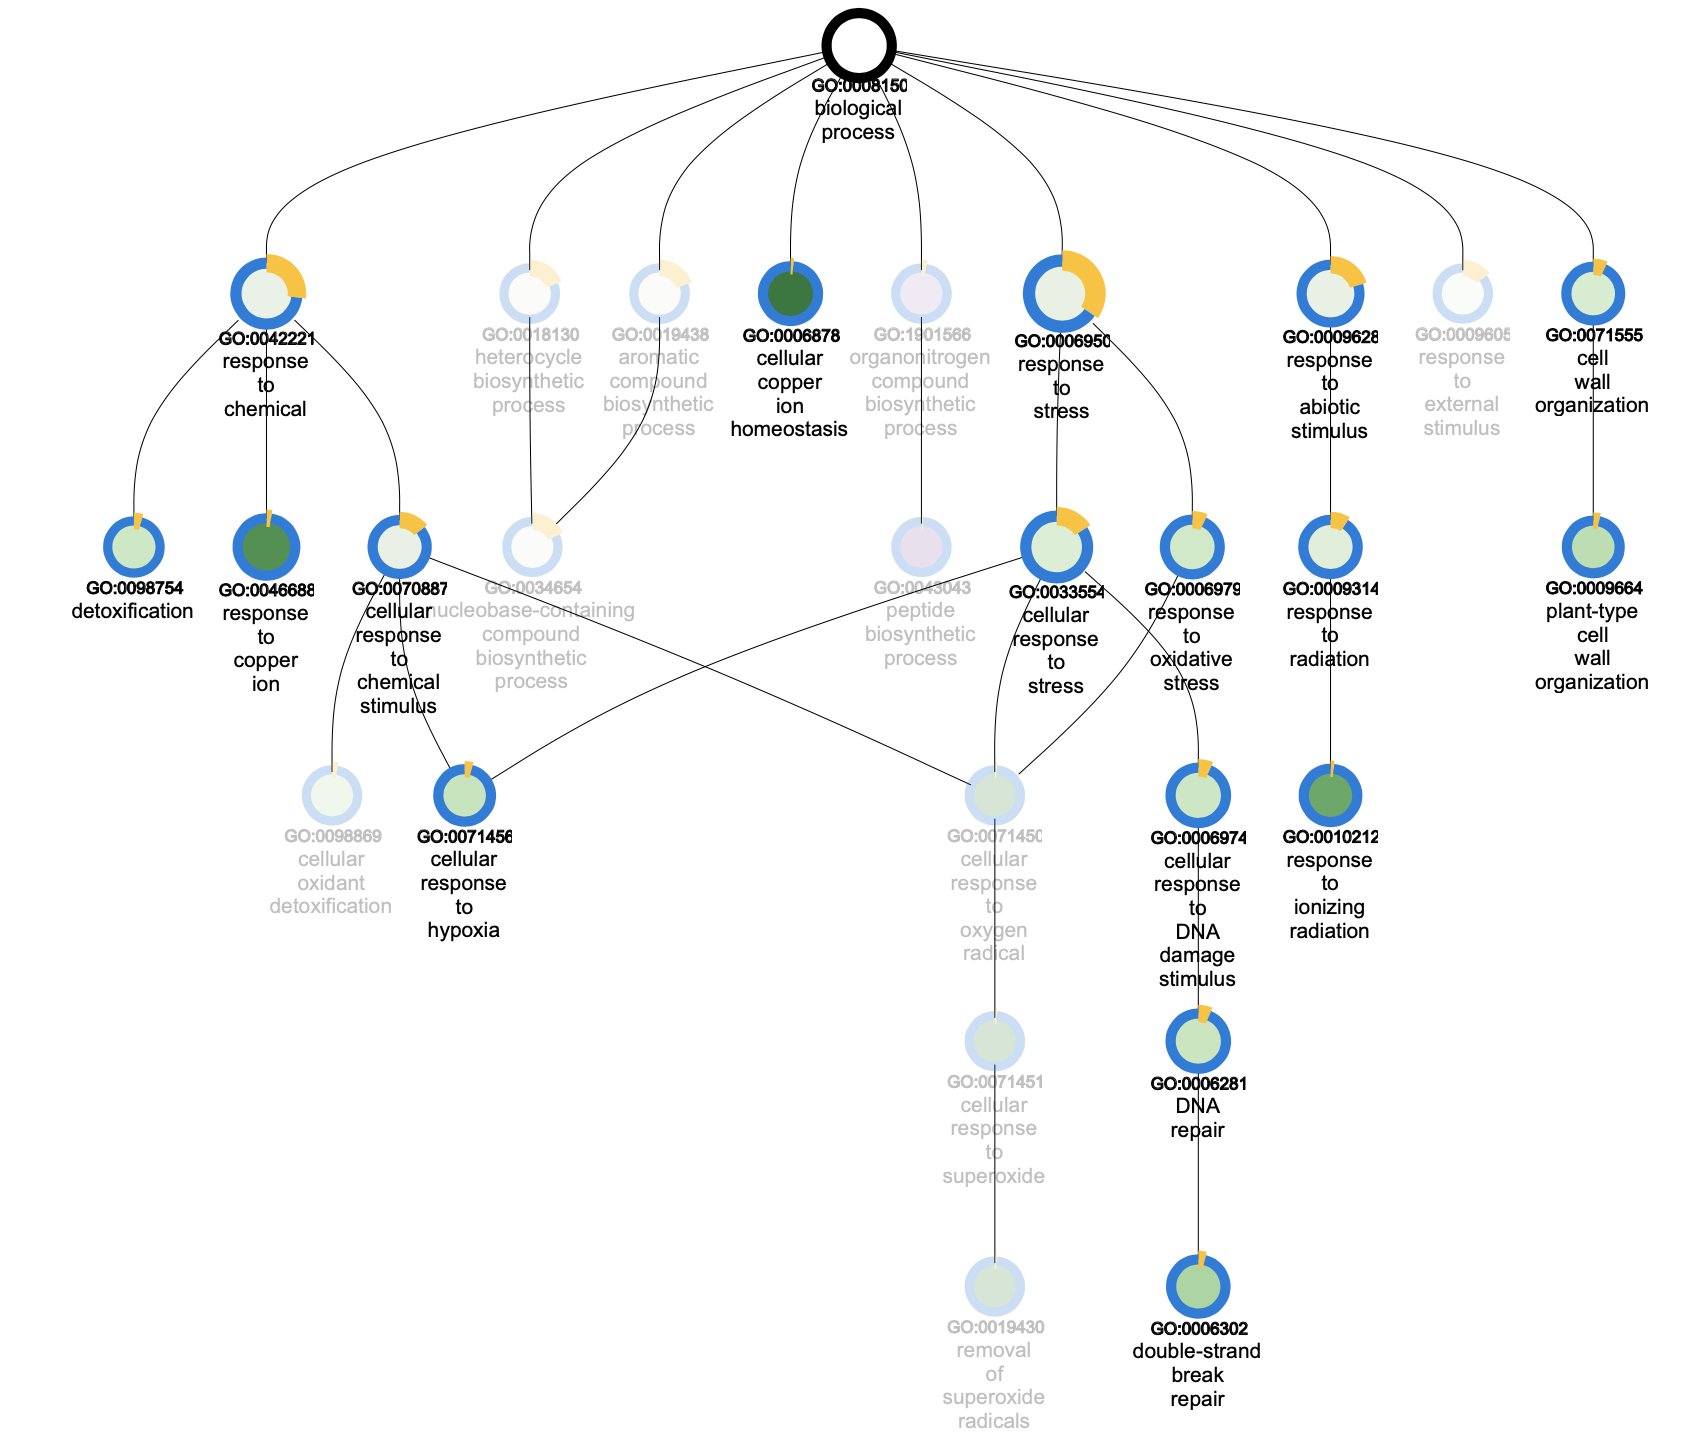 GO:0008150
biological
process
GO:0042221
response
to
chemical
GO:0018130
heterocycle
biosynthetic
process
GO:0019438
aromatic
compound
biosynthetic
process
GO:0006878
cellular
copper
ion
homeostasis
GO:1901566
organonitrogen
compound
biosynthetic
process
GO:0006950
response
to
stress
GO:0009628
response
to
abiotic
stimulus
GO:0009605
response
to
external
stimulus
GO:0071555
cell
wall
organization
GO:0098754
detoxification
GO:0046688
response
to
copper
ion
GO:0070887
cellular
response
to
chemical
stimulus
GO:0034654
nucleobase-containing
compound
biosynthetic
process
GO:0043043
peptide
biosynthetic
process
GO:0033554
cellular
response
to
stress
GO:0006979
response
to
oxidative
stress
GO:0009314
response
to
radiation
GO:0009664
plant-type
cell
wall
organization
GO:0098869
cellular
oxidant
detoxification
GO:0071456
cellular
response
to
hypoxia
GO:0071450
cellular
response
to
oxygen
radical
GO:0006974
cellular
response
to
DNA
damage
stimulus
GO:0010212
response
to
ionizing
radiation
GO:0071451
cellular
response
to
superoxide
GO:0006281
DNA
repair
GO:0019430
removal
of
superoxide
radicals
GO:0006302
double-strand
break
repair